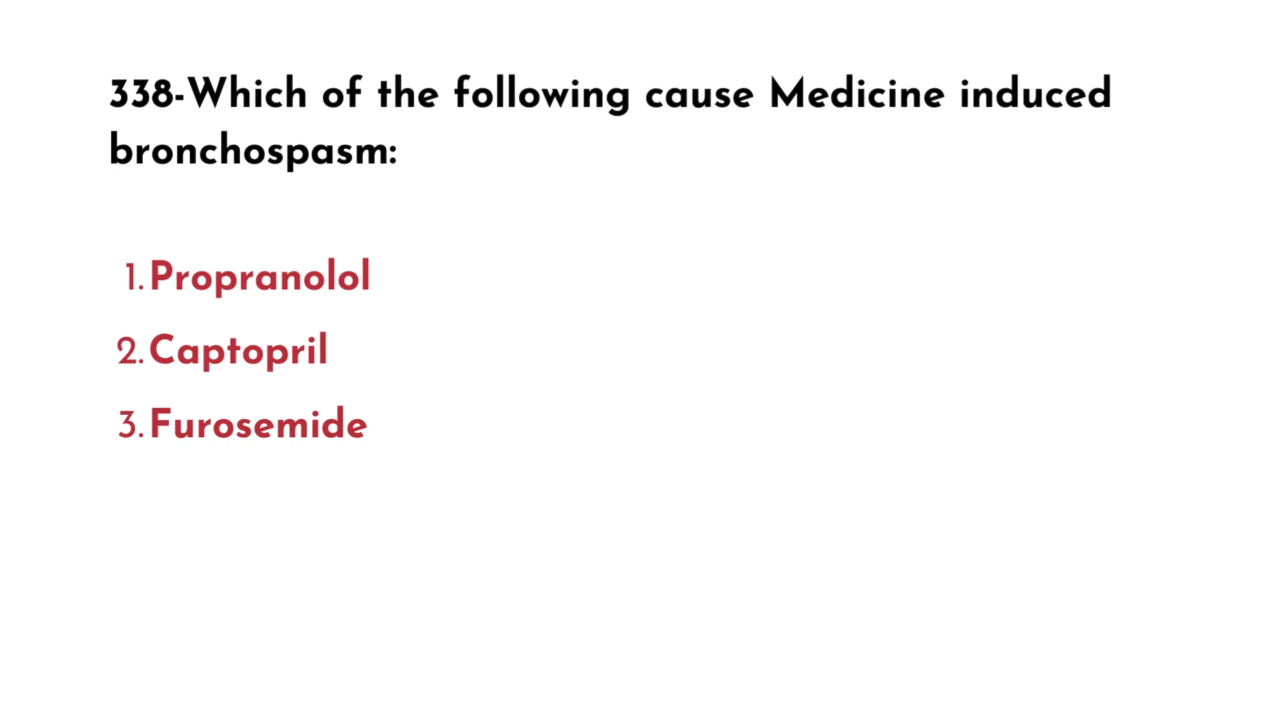 338-Which of the following cause Medicine induced
bronchospasm:
1. Propranolol
2. Captopril
3. Furosemide